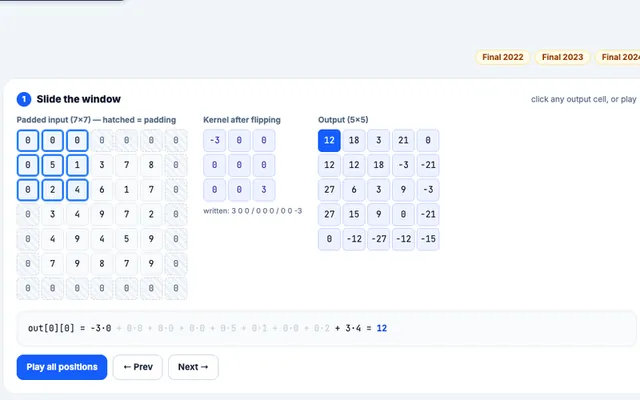 Final 2022 Final 2023 Final 2024
1 Slide the window click any output cell, or play
Padded input (7×7) — hatched = padding Kernel after flipping Output (5×5)
0 0 0 0 0 0 0 -3 0 0 12 18 3 21 0
0 5 1 3 7 8 0 0 0 0 12 12 18 -3 -21
0 2 4 6 1 7 0 0 0 3 27 6 3 9 -3
0 3 4 9 7 2 0 27 15 9 0 -21
0 4 9 4 5 9 0 0 -12 -27 -12 -15
0 7 9 8 7 9 0
0 0 0 0 0 0 0
written: 3 0 0 / 0 0 0 / 0 0 -3
out[0][0] = -3·0 + 0·0 + 0·0 + 0·0 + 0·5 + 0·1 + 0·0 + 0·2 + 3·4 = 12
Play all positions ← Prev Next →